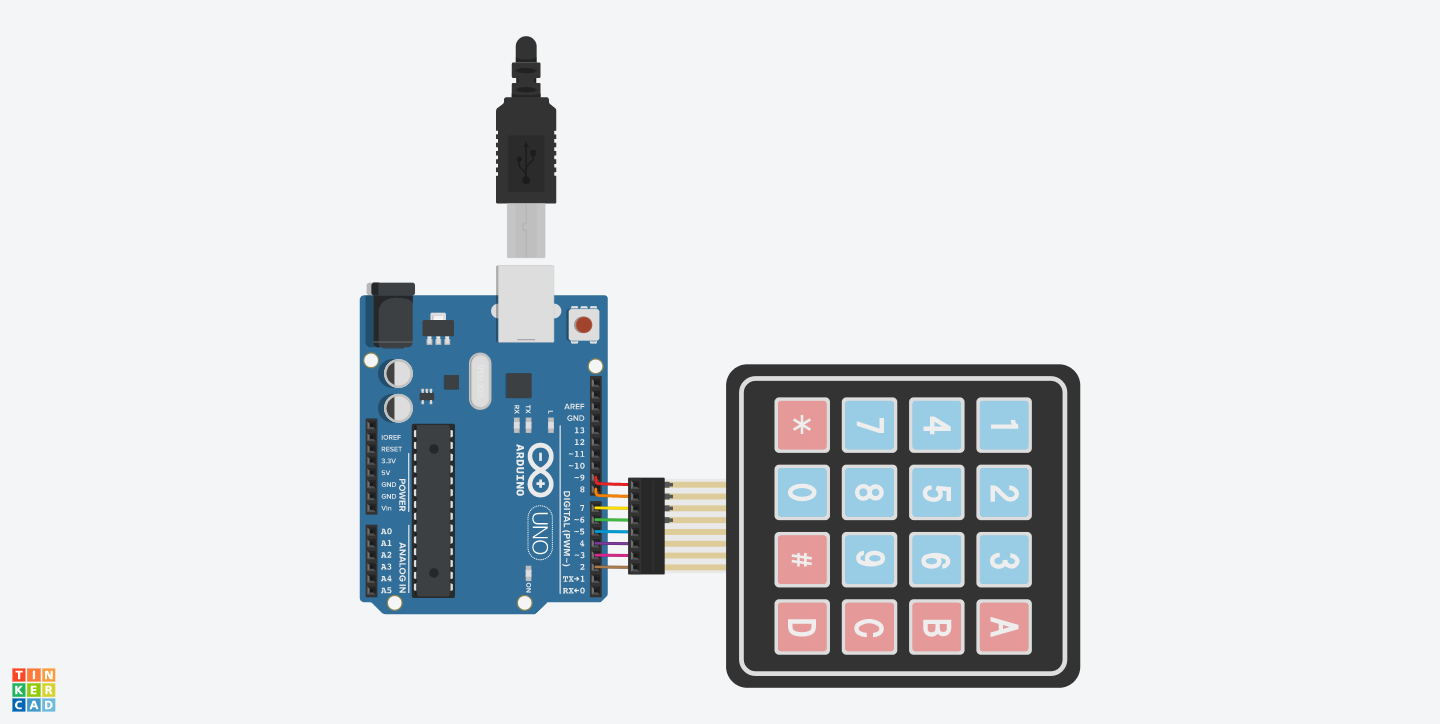 AREF
GND
13
12
~11
~10
~9
8
7
~6
~5
4
~3
2
TX→1
RX←0
DIGITAL (PWM~)
IOREF
RESET
3.3V
5V
GND
GND
Vin
POWER
A0
A1
A2
A3
A4
A5
ANALOG IN
RX
TX
L
ARDUINO
UNO
ON
1 2 3 A
4 5 6 B
7 8 9 C
* 0 # D
TIN
KER
CAD